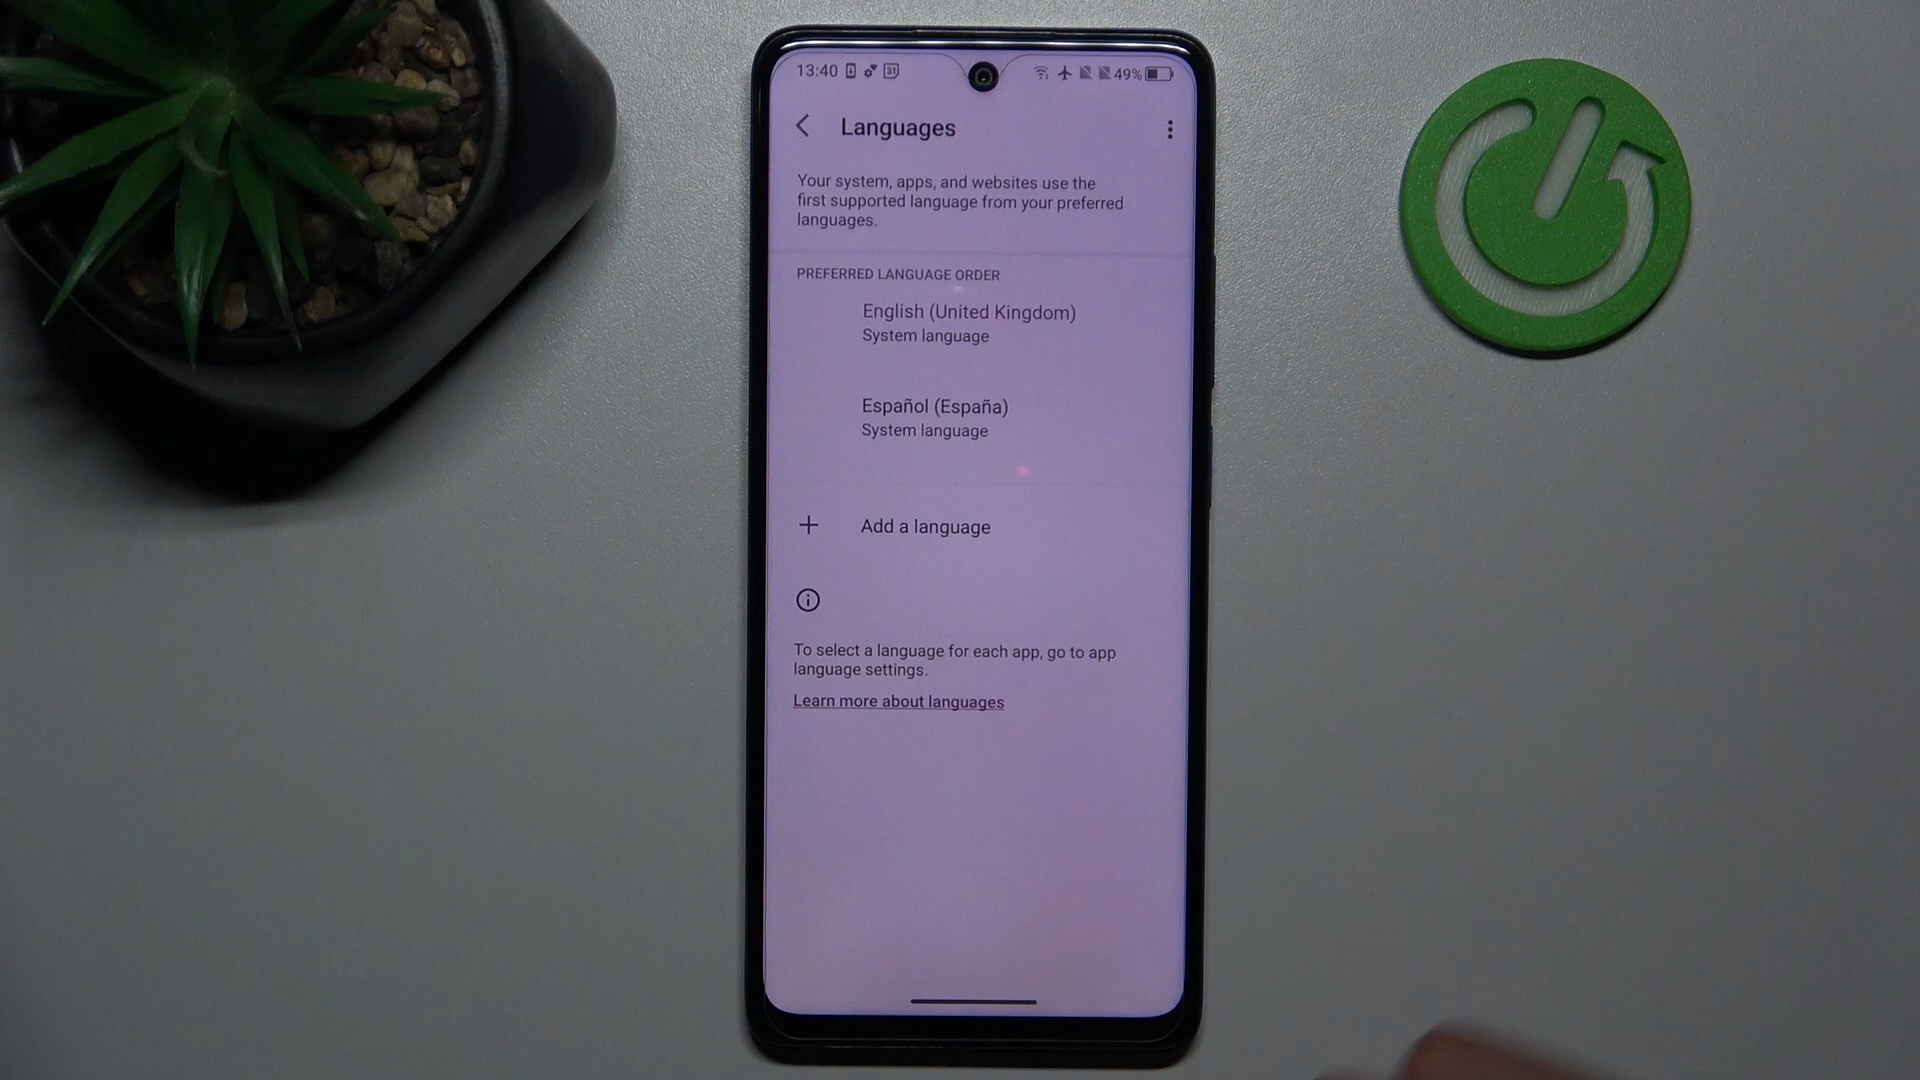 13:40 31 49%
Languages
Your system, apps, and websites use the
first supported language from your preferred
languages.
PREFERRED LANGUAGE ORDER
English (United Kingdom)
System language
Español (España)
System language
Add a language
To select a language for each app, go to app
language settings.
Learn more about languages